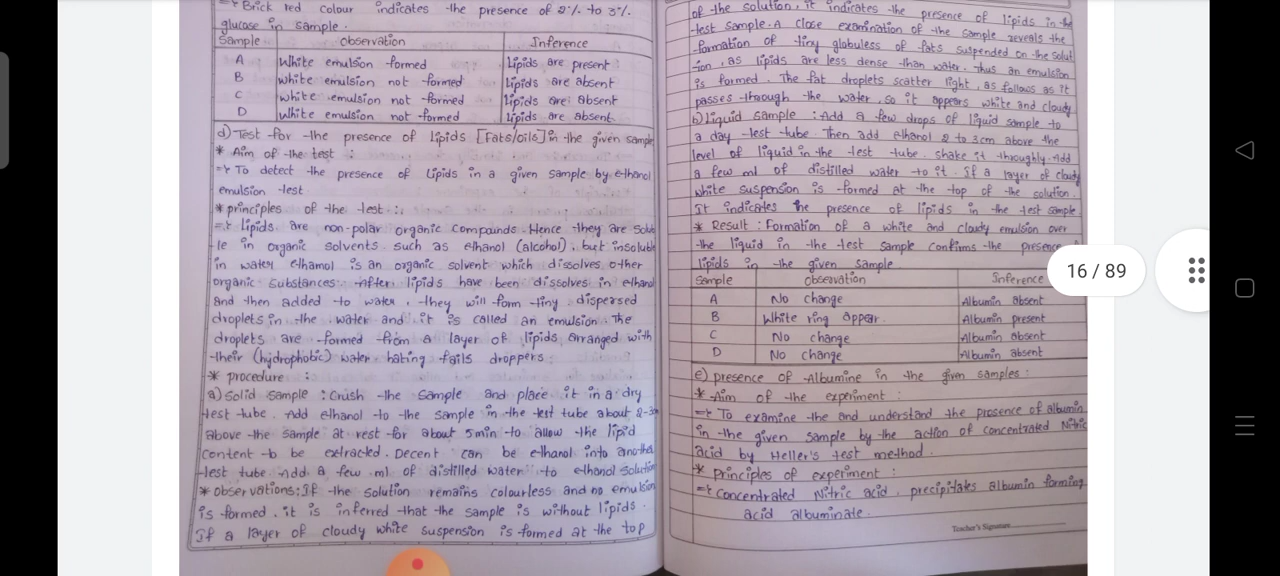 => Brick red colour indicates the presence of 2% to 3%
glucose in sample.
Sample Observation Inference
A White emulsion formed Lipids are present
B White emulsion not formed Lipids are absent
C White emulsion not formed Lipids are absent
D White emulsion not formed Lipids are absent
d) Test for the presence of lipids [Fats/oils] in the given sample
* Aim of the test :
=> To detect the presence of Lipids in a given sample by ethanol
emulsion test
* principles of the test :.
=> Lipids are non-polar organic compounds. Hence they are solub
le in organic solvents such as ethanol (alcohol), but insoluble
in water ethamol is an organic solvent which dissolves other
organic substances. After lipids have been dissolves in ethanol
and then added to water, they will form tiny dispersed
droplets in the water and it is called an emulsion. The
droplets are formed from a layer of lipids arranged with
their (hydrophobic) water hating fails droppers.
* procedure :
a) Solid sample : Crush the sample and place it in a dry
test tube. Add ethanol to the sample in the test tube about 2-3cm
above the sample at rest for about 5min to allow the lipid
content to be extracted. Decent can be ethanol into another
test tube. Add a few ml of distilled water to ethanol solution
* observations: If the solution remains colourless and no emulsion
is formed, it is inferred that the sample is without lipids.
If a layer of cloudy white suspension is formed at the top
of the solution, it indicates the presence of lipids in the
test sample. A close examination of the sample reveals the
formation of tiny globuless of fats suspended on the solut
ion, as lipids are less dense than water. Thus an emulsion
is formed. The fat droplets scatter light, as follows as it
passes through the water, so it appears white and cloudy
b) Liquid sample : Add a few drops of liquid sample to
a day test tube. Then add ethanol 2 to 3cm above the
level of liquid in the test tube. shake it throughly. Add
a few ml of distilled water to it. If a layer of cloudy
white suspension is formed at the top of the solution.
It indicates the presence of lipids in the test sample.
* Result : Formation of a white and cloudy emulsion over
the liquid in the test sample confirms the presence
lipids in the given sample
Sample Observation Inference
A No change Albumin absent
B White ring appear. Albumin present
C No change Albumin absent
D No change Albumin absent
e) presence of Albumine in the given samples :
* Aim of the experiment :
=> To examine the and understand the presence of albumin
in the given sample by the action of concentrated Nitric
acid by Heller's test method.
* Principles of experiment :
=> Concentrated Nitric acid, precipitates albumin forming
acid albuminate.
Teacher's Signature
16 / 89